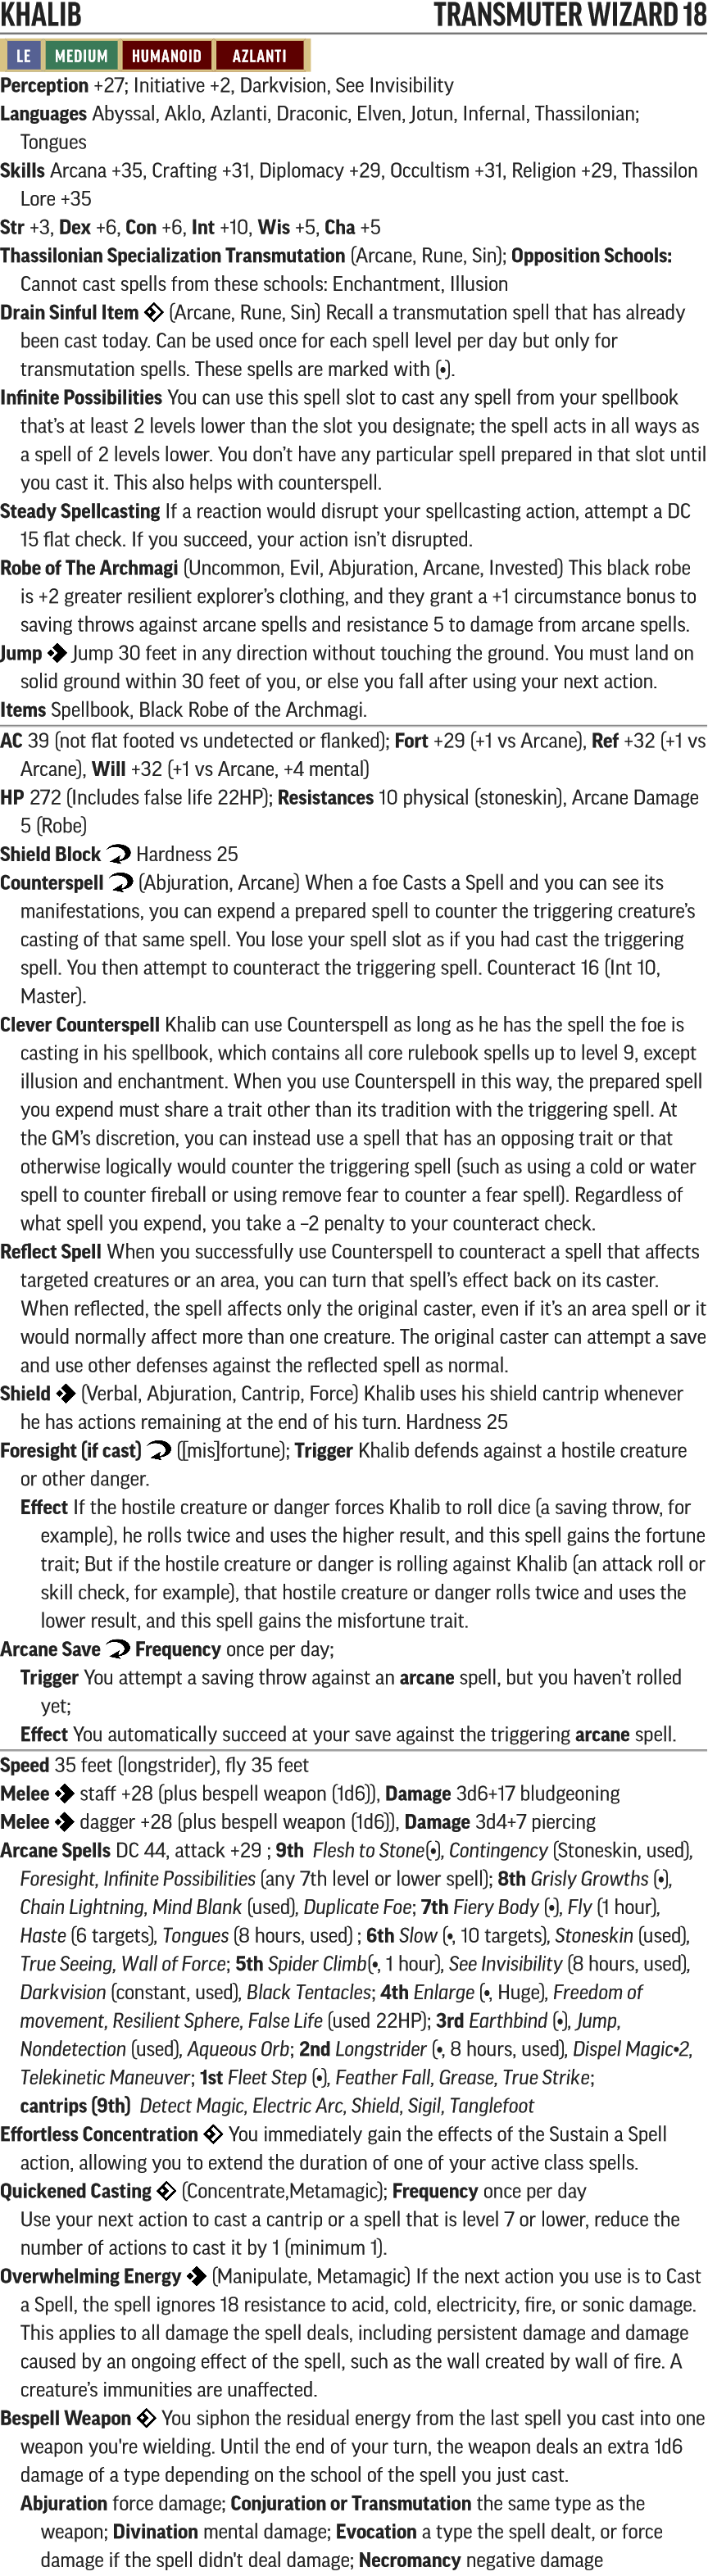 KHALIB TRANSMUTER WIZARD 18
LE MEDIUM HUMANOID AZLANTI
Perception +27; Initiative +2, Darkvision, See Invisibility
Languages Abyssal, Aklo, Azlanti, Draconic, Elven, Jotun, Infernal, Thassilonian;
Tongues
Skills Arcana +35, Crafting +31, Diplomacy +29, Occultism +31, Religion +29, Thassilon
Lore +35
Str +3, Dex +6, Con +6, Int +10, Wis +5, Cha +5
Thassilonian Specialization Transmutation (Arcane, Rune, Sin); Opposition Schools:
Cannot cast spells from these schools: Enchantment, Illusion
Drain Sinful Item (Arcane, Rune, Sin) Recall a transmutation spell that has already
been cast today. Can be used once for each spell level per day but only for
transmutation spells. These spells are marked with (•).
Infinite Possibilities You can use this spell slot to cast any spell from your spellbook
that’s at least 2 levels lower than the slot you designate; the spell acts in all ways as
a spell of 2 levels lower. You don’t have any particular spell prepared in that slot until
you cast it. This also helps with counterspell.
Steady Spellcasting If a reaction would disrupt your spellcasting action, attempt a DC
15 flat check. If you succeed, your action isn’t disrupted.
Robe of The Archmagi (Uncommon, Evil, Abjuration, Arcane, Invested) This black robe
is +2 greater resilient explorer’s clothing, and they grant a +1 circumstance bonus to
saving throws against arcane spells and resistance 5 to damage from arcane spells.
Jump Jump 30 feet in any direction without touching the ground. You must land on
solid ground within 30 feet of you, or else you fall after using your next action.
Items Spellbook, Black Robe of the Archmagi.
AC 39 (not flat footed vs undetected or flanked); Fort +29 (+1 vs Arcane), Ref +32 (+1 vs
Arcane), Will +32 (+1 vs Arcane, +4 mental)
HP 272 (Includes false life 22HP); Resistances 10 physical (stoneskin), Arcane Damage
5 (Robe)
Shield Block Hardness 25
Counterspell (Abjuration, Arcane) When a foe Casts a Spell and you can see its
manifestations, you can expend a prepared spell to counter the triggering creature’s
casting of that same spell. You lose your spell slot as if you had cast the triggering
spell. You then attempt to counteract the triggering spell. Counteract 16 (Int 10,
Master).
Clever Counterspell Khalib can use Counterspell as long as he has the spell the foe is
casting in his spellbook, which contains all core rulebook spells up to level 9, except
illusion and enchantment. When you use Counterspell in this way, the prepared spell
you expend must share a trait other than its tradition with the triggering spell. At
the GM’s discretion, you can instead use a spell that has an opposing trait or that
otherwise logically would counter the triggering spell (such as using a cold or water
spell to counter fireball or using remove fear to counter a fear spell). Regardless of
what spell you expend, you take a –2 penalty to your counteract check.
Reflect Spell When you successfully use Counterspell to counteract a spell that affects
targeted creatures or an area, you can turn that spell’s effect back on its caster.
When reflected, the spell affects only the original caster, even if it’s an area spell or it
would normally affect more than one creature. The original caster can attempt a save
and use other defenses against the reflected spell as normal.
Shield (Verbal, Abjuration, Cantrip, Force) Khalib uses his shield cantrip whenever
he has actions remaining at the end of his turn. Hardness 25
Foresight (if cast) ([mis]fortune); Trigger Khalib defends against a hostile creature
or other danger.
Effect If the hostile creature or danger forces Khalib to roll dice (a saving throw, for
example), he rolls twice and uses the higher result, and this spell gains the fortune
trait; But if the hostile creature or danger is rolling against Khalib (an attack roll or
skill check, for example), that hostile creature or danger rolls twice and uses the
lower result, and this spell gains the misfortune trait.
Arcane Save Frequency once per day;
Trigger You attempt a saving throw against an arcane spell, but you haven’t rolled
yet;
Effect You automatically succeed at your save against the triggering arcane spell.
Speed 35 feet (longstrider), fly 35 feet
Melee staff +28 (plus bespell weapon (1d6)), Damage 3d6+17 bludgeoning
Melee dagger +28 (plus bespell weapon (1d6)), Damage 3d4+7 piercing
Arcane Spells DC 44, attack +29 ; 9th Flesh to Stone(•), Contingency (Stoneskin, used),
Foresight, Infinite Possibilities (any 7th level or lower spell); 8th Grisly Growths (•),
Chain Lightning, Mind Blank (used), Duplicate Foe; 7th Fiery Body (•), Fly (1 hour),
Haste (6 targets), Tongues (8 hours, used) ; 6th Slow (•, 10 targets), Stoneskin (used),
True Seeing, Wall of Force; 5th Spider Climb(•, 1 hour), See Invisibility (8 hours, used),
Darkvision (constant, used), Black Tentacles; 4th Enlarge (•, Huge), Freedom of
movement, Resilient Sphere, False Life (used 22HP); 3rd Earthbind (•), Jump,
Nondetection (used), Aqueous Orb; 2nd Longstrider (•, 8 hours, used), Dispel Magic•2,
Telekinetic Maneuver; 1st Fleet Step (•), Feather Fall, Grease, True Strike;
cantrips (9th) Detect Magic, Electric Arc, Shield, Sigil, Tanglefoot
Effortless Concentration You immediately gain the effects of the Sustain a Spell
action, allowing you to extend the duration of one of your active class spells.
Quickened Casting (Concentrate,Metamagic); Frequency once per day
Use your next action to cast a cantrip or a spell that is level 7 or lower, reduce the
number of actions to cast it by 1 (minimum 1).
Overwhelming Energy (Manipulate, Metamagic) If the next action you use is to Cast
a Spell, the spell ignores 18 resistance to acid, cold, electricity, fire, or sonic damage.
This applies to all damage the spell deals, including persistent damage and damage
caused by an ongoing effect of the spell, such as the wall created by wall of fire. A
creature’s immunities are unaffected.
Bespell Weapon You siphon the residual energy from the last spell you cast into one
weapon you're wielding. Until the end of your turn, the weapon deals an extra 1d6
damage of a type depending on the school of the spell you just cast.
Abjuration force damage; Conjuration or Transmutation the same type as the
weapon; Divination mental damage; Evocation a type the spell dealt, or force
damage if the spell didn't deal damage; Necromancy negative damage